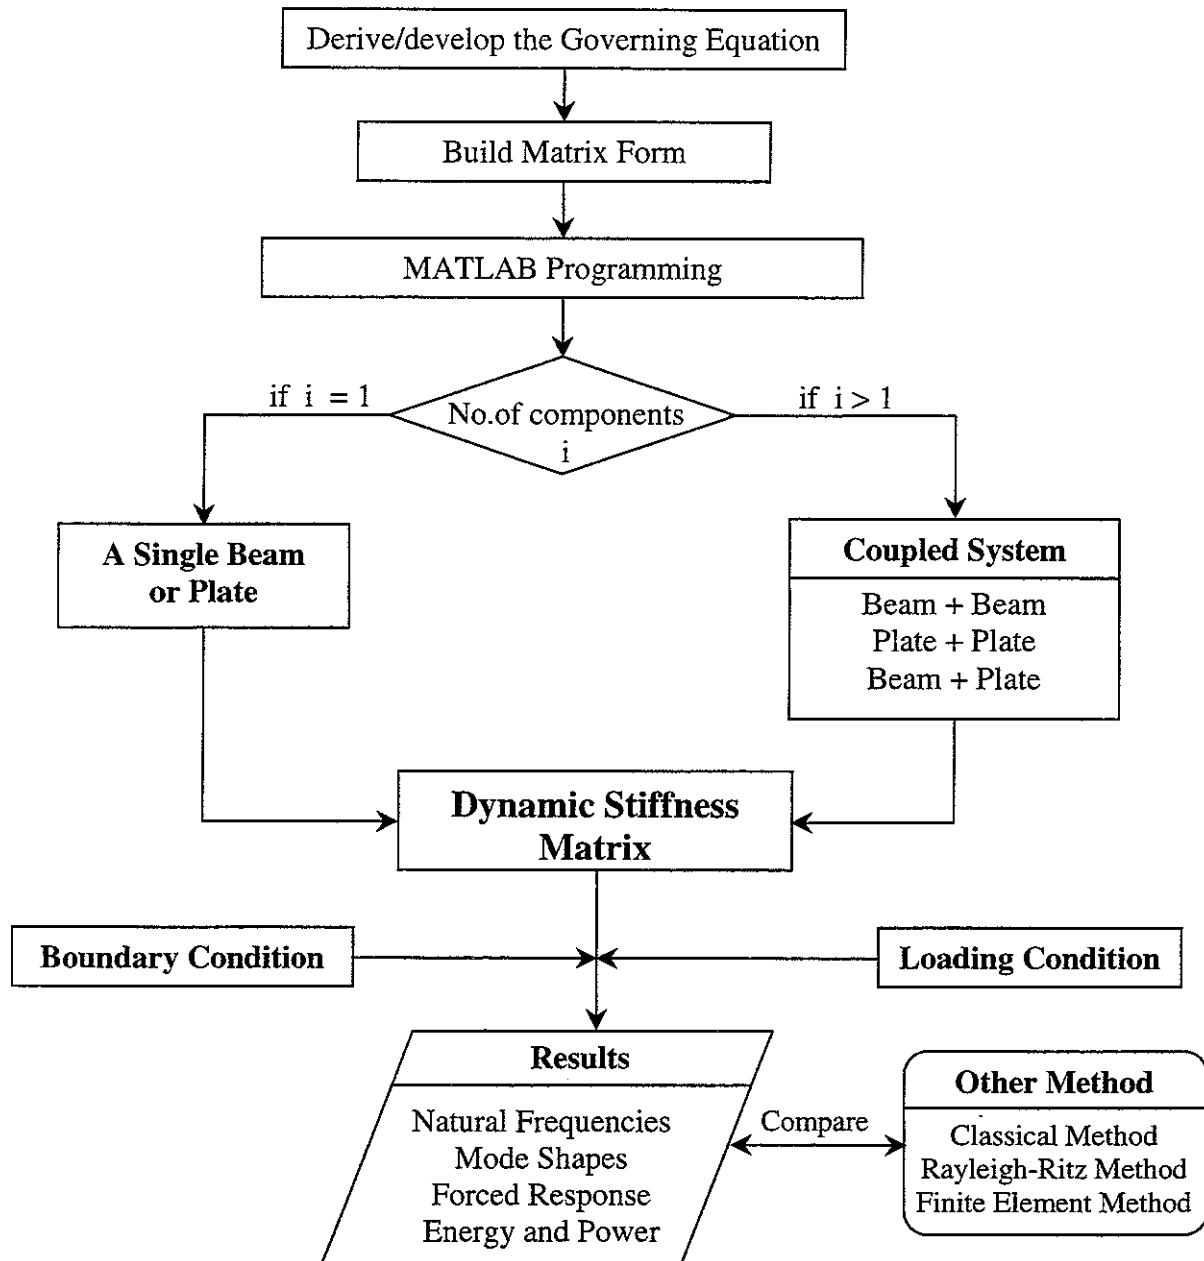 Derive/develop the Governing Equation
Build Matrix Form
MATLAB Programming
if i = 1
if i > 1
No.of components
i
A Single Beam
or Plate
Coupled System
Beam + Beam
Plate + Plate
Beam + Plate
Dynamic Stiffness
Matrix
Boundary Condition
Loading Condition
Results
Natural Frequencies
Mode Shapes
Forced Response
Energy and Power
Compare
Other Method
Classical Method
Rayleigh-Ritz Method
Finite Element Method